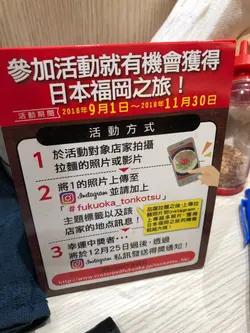 參加活動就有機會獲得
日本福岡之旅！
活動期間 2018年9月1日～2018年11月30日
活動方式
1 於活動對象店家拍攝
拉麵的照片或影片
2 將1的照片上傳至
Instagram 並請加上
「#fukuoka_tonkotsu」
主題標籤以及該
店家的地點訊息！
3 幸運中獎者…
將於12月25日過後，透過
Instagram 私訊發送得獎通知！